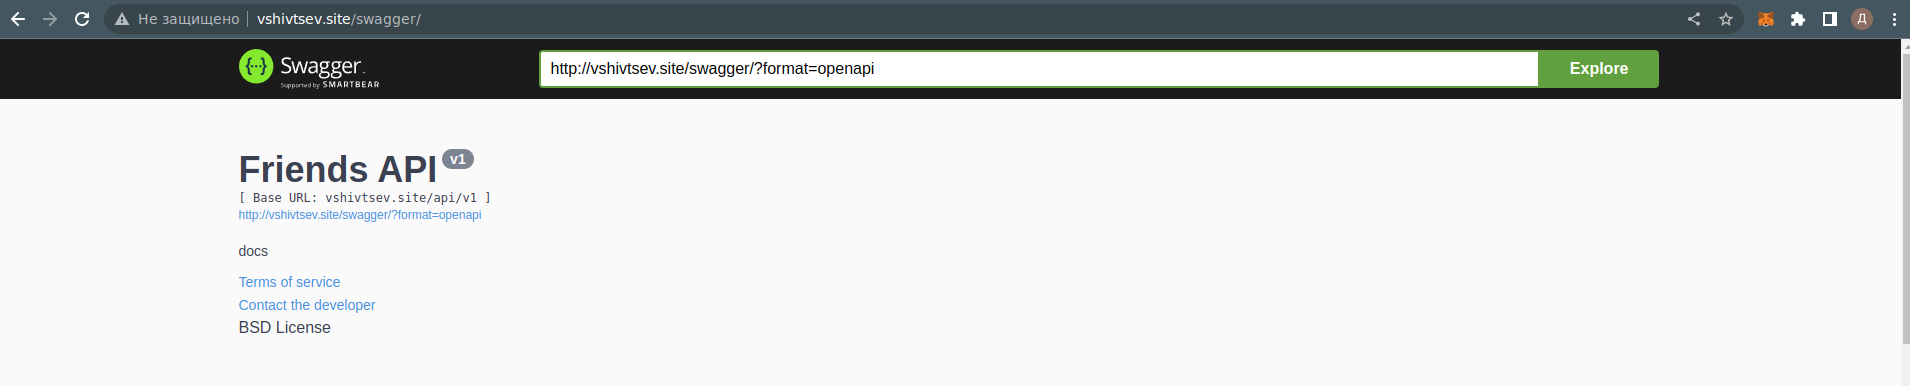 Не защищено vshivtsev.site/swagger/
Д
{···} Swagger
Supported by SMARTBEAR
http://vshivtsev.site/swagger/?format=openapi
Explore
Friends API v1
[ Base URL: vshivtsev.site/api/v1 ]
http://vshivtsev.site/swagger/?format=openapi
docs
Terms of service
Contact the developer
BSD License